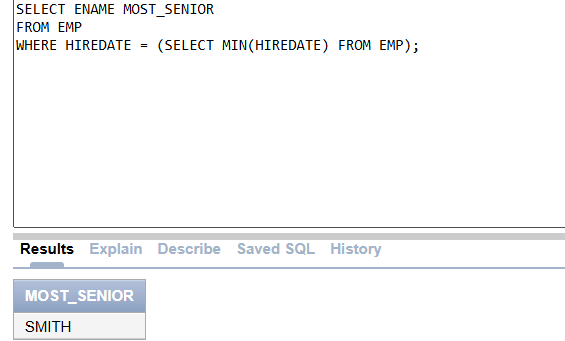 SELECT ENAME MOST_SENIOR
FROM EMP
WHERE HIREDATE = (SELECT MIN(HIREDATE) FROM EMP);
Results Explain Describe Saved SQL History
MOST_SENIOR
SMITH